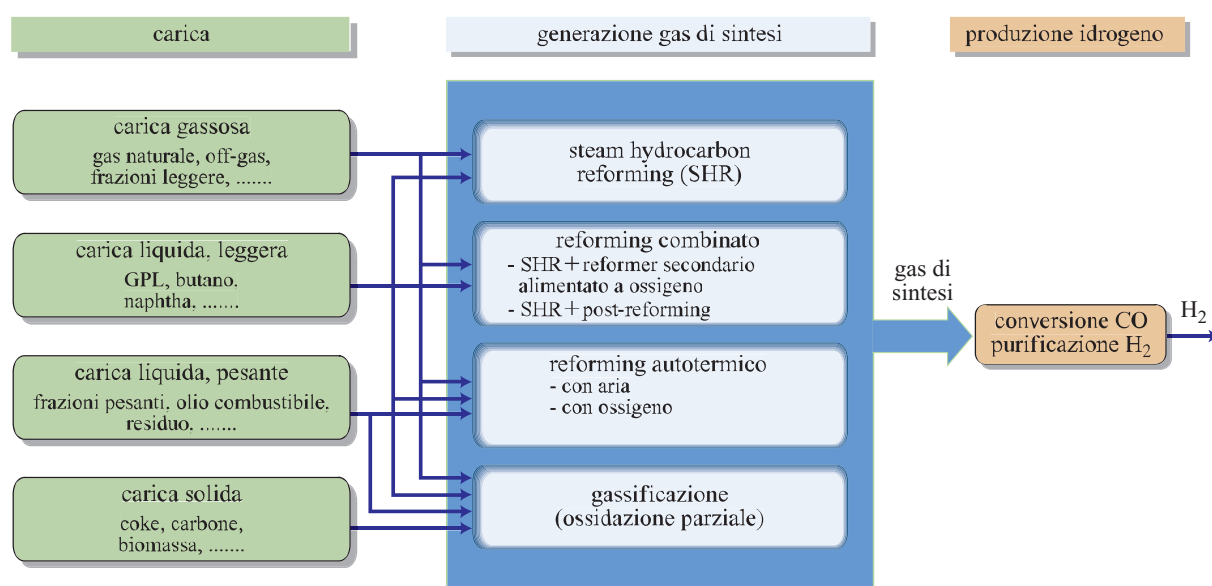 carica
generazione gas di sintesi
produzione idrogeno
carica gassosa
gas naturale, off-gas,
frazioni leggere, .......
carica liquida, leggera
GPL, butano.
naphtha, .......
carica liquida, pesante
frazioni pesanti, olio combustibile,
residuo. .......
carica solida
coke, carbone,
biomassa, .......
steam hydrocarbon
reforming (SHR)
reforming combinato
- SHR+reformer secondario
alimentato a ossigeno
- SHR+post-reforming
reforming autotermico
- con aria
- con ossigeno
gassificazione
(ossidazione parziale)
gas di
sintesi
conversione CO
purificazione H₂
H₂